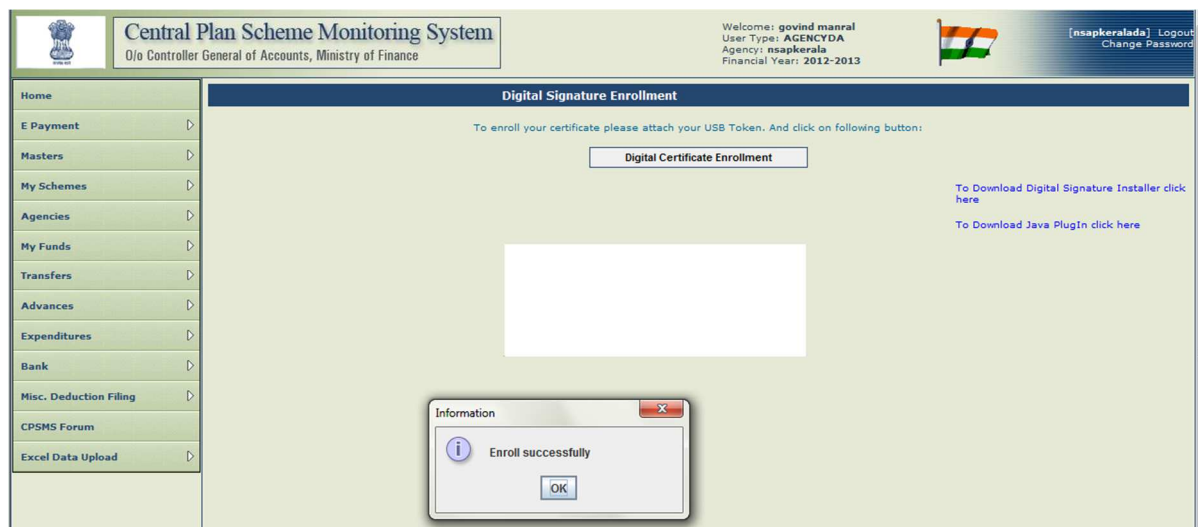 Central Plan Scheme Monitoring System
O/o Controller General of Accounts, Ministry of Finance
Welcome: govind manral
User Type: AGENCYDA
Agency: nsapkerala
Financial Year: 2012-2013
[nsapkeralada] Logout
Change Password
Home
E Payment
Masters
My Schemes
Agencies
My Funds
Transfers
Advances
Expenditures
Bank
Misc. Deduction Filing
CPSMS Forum
Excel Data Upload
Digital Signature Enrollment
To enroll your certificate please attach your USB Token. And click on following button:
Digital Certificate Enrollment
To Download Digital Signature Installer click
here
To Download Java PlugIn click here
Information
Enroll successfully
OK